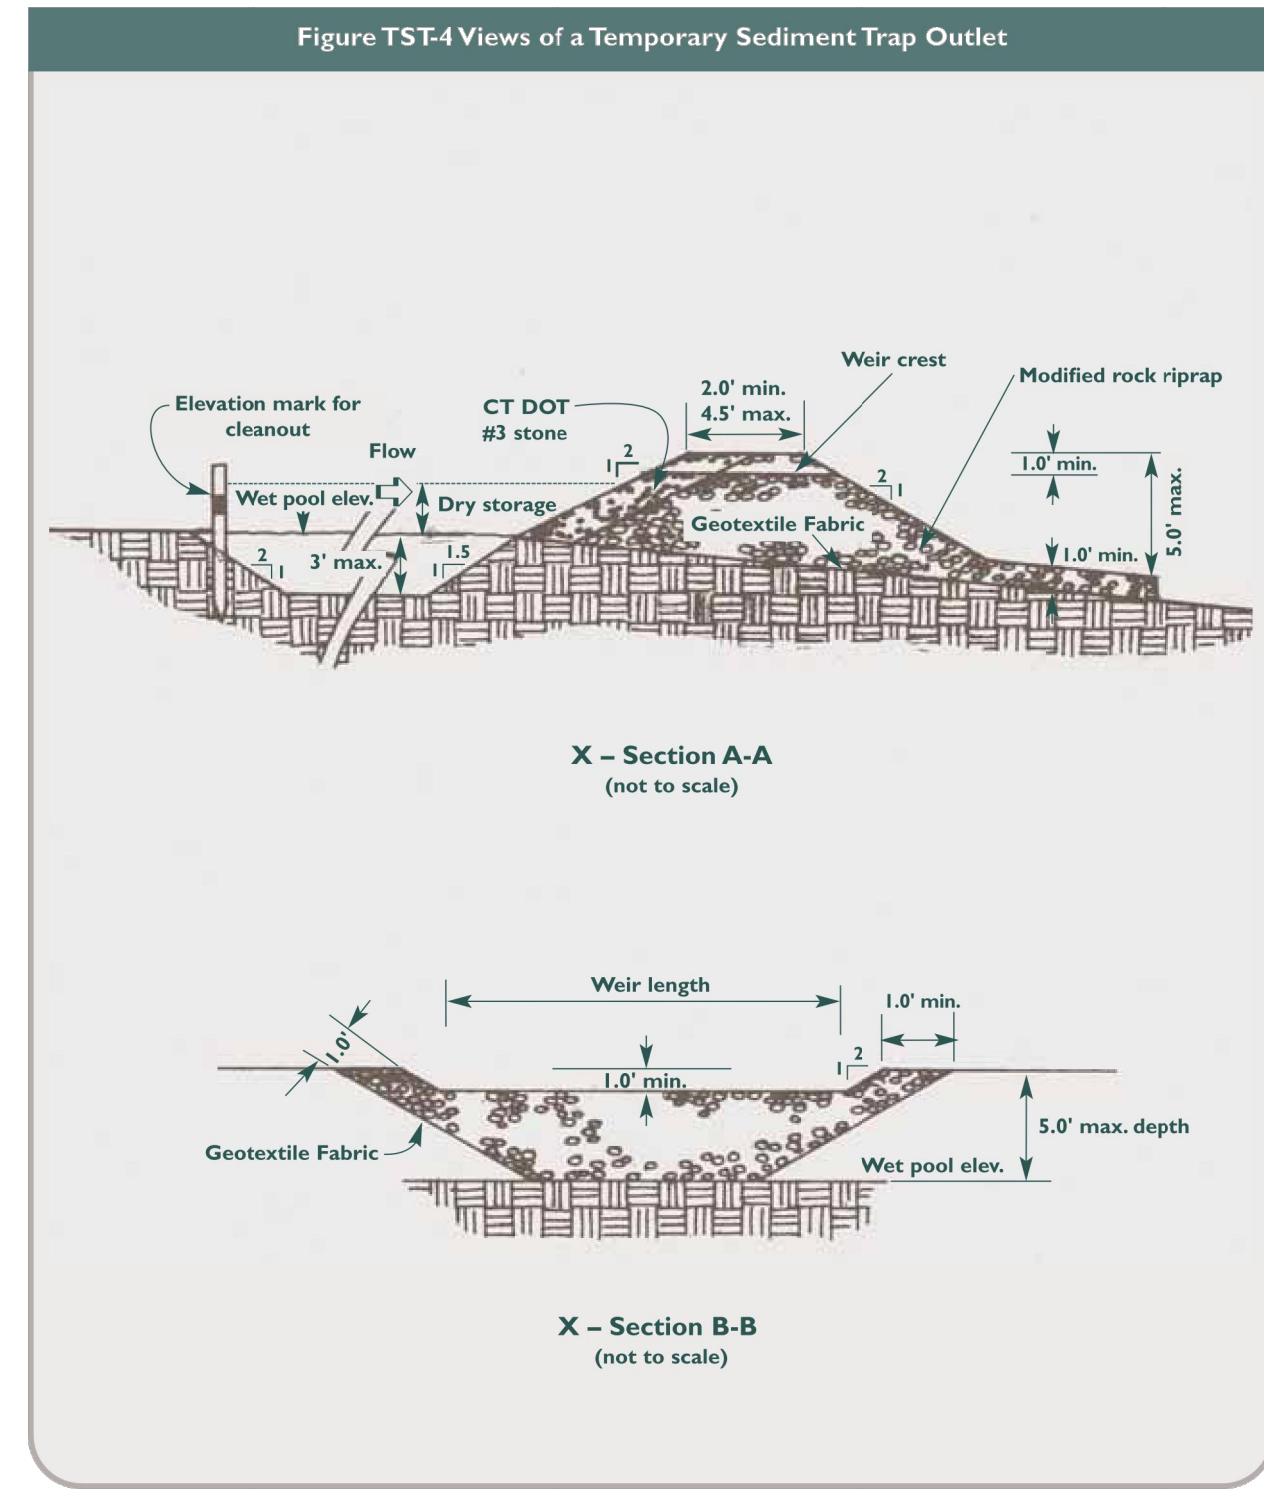 Figure TST-4 Views of a Temporary Sediment Trap Outlet
Weir crest
Modified rock riprap
2.0' min.
4.5' max.
Elevation mark for
cleanout
CT DOT
#3 stone
Flow
2
1
1.0' min.
2
1
5.0' max.
Wet pool elev.
Dry storage
Geotextile Fabric
2
1
3' max.
1.5
1
1.0' min.
X – Section A-A
(not to scale)
Weir length
1.0' min.
1.0'
2
1
1.0' min.
5.0' max. depth
Geotextile Fabric
Wet pool elev.
X – Section B-B
(not to scale)